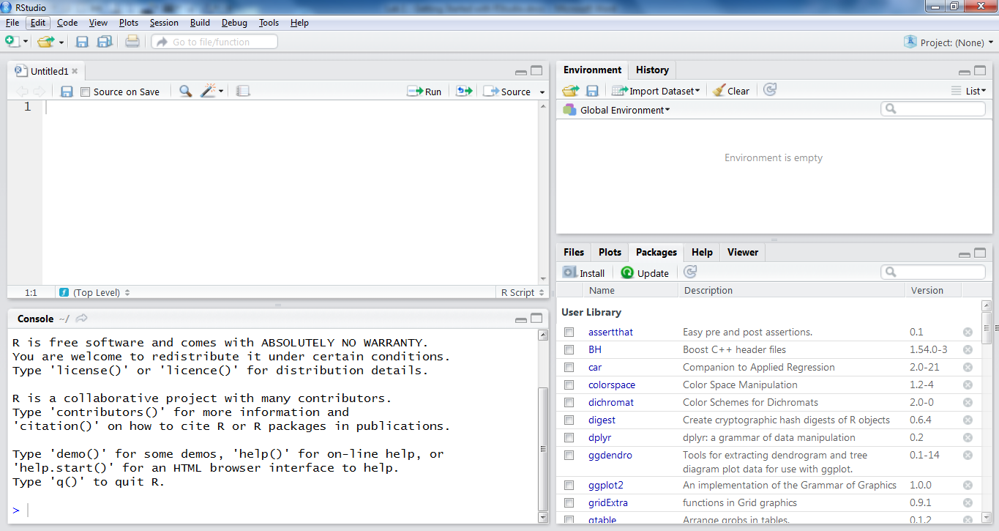 RStudio
File Edit Code View Plots Session Build Debug Tools Help
Go to file/function
Project: (None)
Untitled1
Source on Save
Run
Source
1
1:1
(Top Level)
R Script
Console ~/
R is free software and comes with ABSOLUTELY NO WARRANTY.
You are welcome to redistribute it under certain conditions.
Type 'license()' or 'licence()' for distribution details.
R is a collaborative project with many contributors.
Type 'contributors()' for more information and
'citation()' on how to cite R or R packages in publications.
Type 'demo()' for some demos, 'help()' for on-line help, or
'help.start()' for an HTML browser interface to help.
Type 'q()' to quit R.
>
Environment History
Import Dataset Clear List
Global Environment
Environment is empty
Files Plots Packages Help Viewer
Install Update
Name Description Version
User Library
assertthat Easy pre and post assertions. 0.1
BH Boost C++ header files 1.54.0-3
car Companion to Applied Regression 2.0-21
colorspace Color Space Manipulation 1.2-4
dichromat Color Schemes for Dichromats 2.0-0
digest Create cryptographic hash digests of R objects 0.6.4
dplyr dplyr: a grammar of data manipulation 0.2
ggdendro Tools for extracting dendrogram and tree 0.1-14
diagram plot data for use with ggplot.
ggplot2 An implementation of the Grammar of Graphics 1.0.0
gridExtra functions in Grid graphics 0.9.1
gtable Arrange grobs in tables. 0.1.2